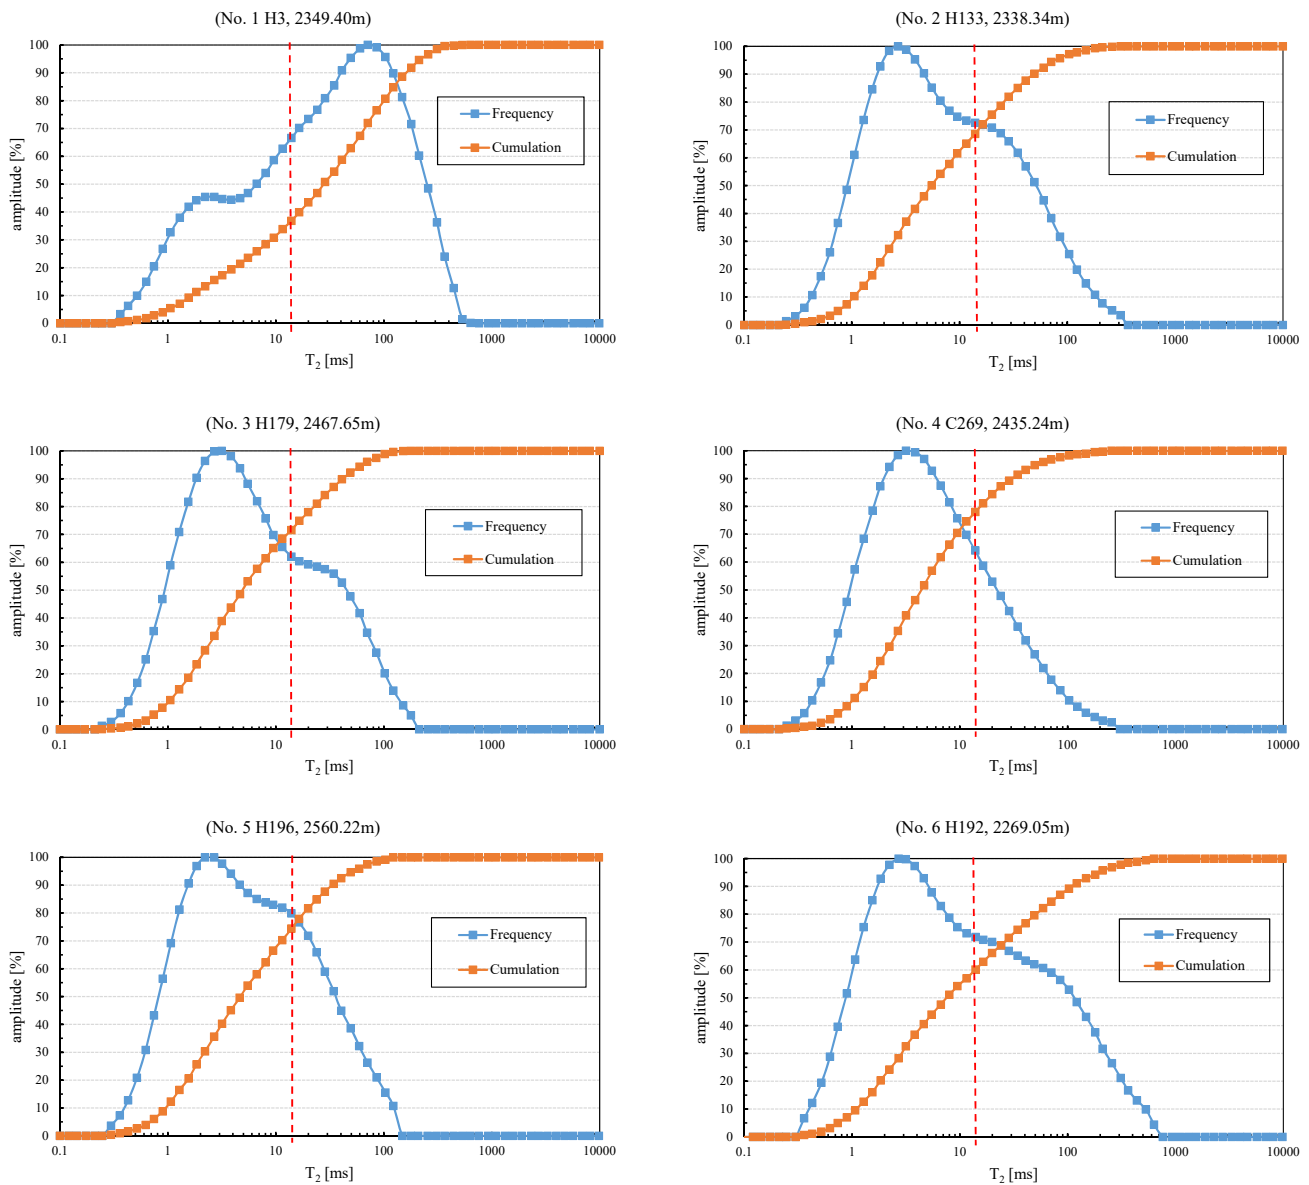 (No. 1 H3, 2349.40m)
amplitude [%]
100
90
80
70
60
50
40
30
20
10
0
Frequency
Cumulation
0.1 1 10 100 1000 10000
T2 [ms]
(No. 2 H133, 2338.34m)
amplitude [%]
100
90
80
70
60
50
40
30
20
10
0
Frequency
Cumulation
0.1 1 10 100 1000 10000
T2 [ms]
(No. 3 H179, 2467.65m)
amplitude [%]
100
90
80
70
60
50
40
30
20
10
0
Frequency
Cumulation
0.1 1 10 100 1000 10000
T2 [ms]
(No. 4 C269, 2435.24m)
amplitude [%]
100
90
80
70
60
50
40
30
20
10
0
Frequency
Cumulation
0.1 1 10 100 1000 10000
T2 [ms]
(No. 5 H196, 2560.22m)
amplitude [%]
100
90
80
70
60
50
40
30
20
10
0
Frequency
Cumulation
0.1 1 10 100 1000 10000
T2 [ms]
(No. 6 H192, 2269.05m)
amplitude [%]
100
90
80
70
60
50
40
30
20
10
0
Frequency
Cumulation
0.1 1 10 100 1000 10000
T2 [ms]